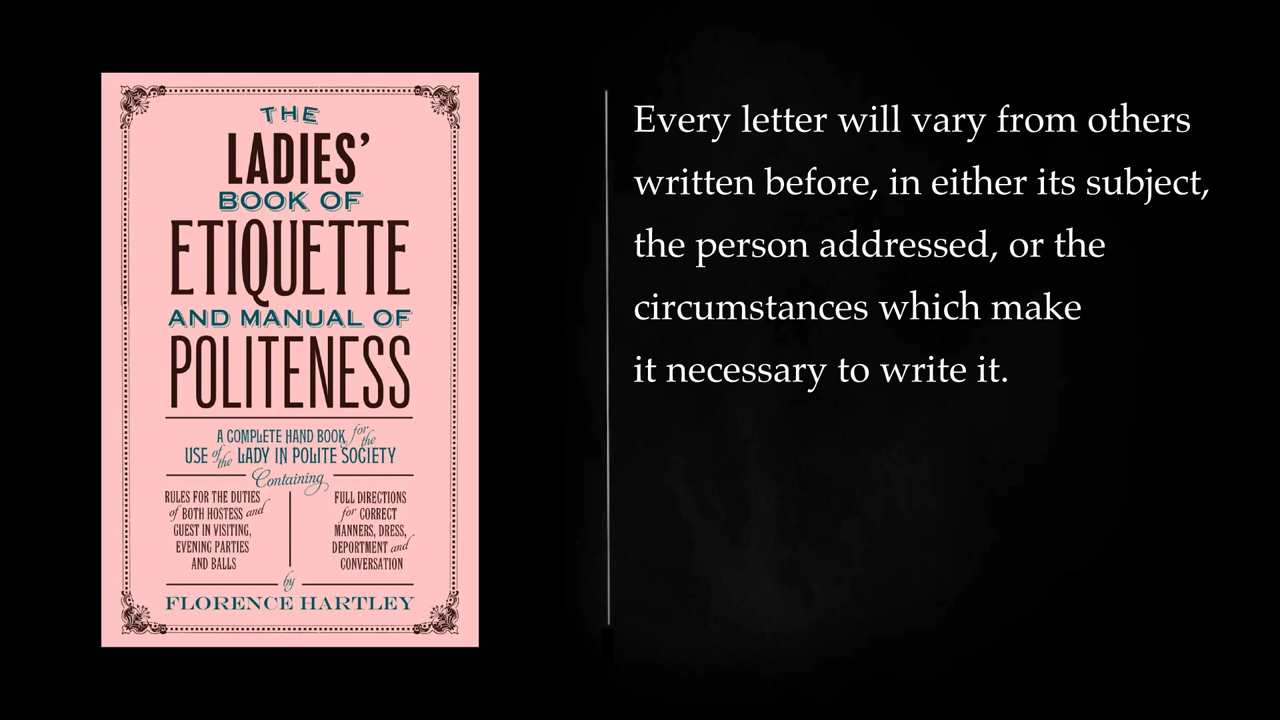 THE
LADIES'
BOOK OF
ETIQUETTE
AND MANUAL OF
POLITENESS
A COMPLETE HAND BOOK for the
USE of the LADY IN POLITE SOCIETY
Containing
RULES FOR THE DUTIES
of BOTH HOSTESS and
GUEST IN VISITING,
EVENING PARTIES
AND BALLS
FULL DIRECTIONS
for CORRECT
MANNERS, DRESS,
DEPORTMENT and
CONVERSATION
by
FLORENCE HARTLEY
Every letter will vary from others
written before, in either its subject,
the person addressed, or the
circumstances which make
it necessary to write it.